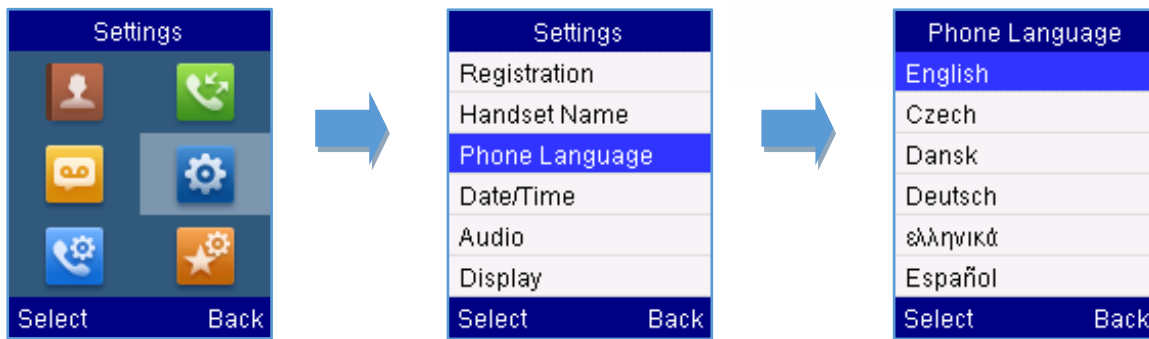 Settings
Select Back
Settings
Registration
Handset Name
Phone Language
Date/Time
Audio
Display
Select Back
Phone Language
English
Czech
Dansk
Deutsch
ελληνικά
Español
Select Back